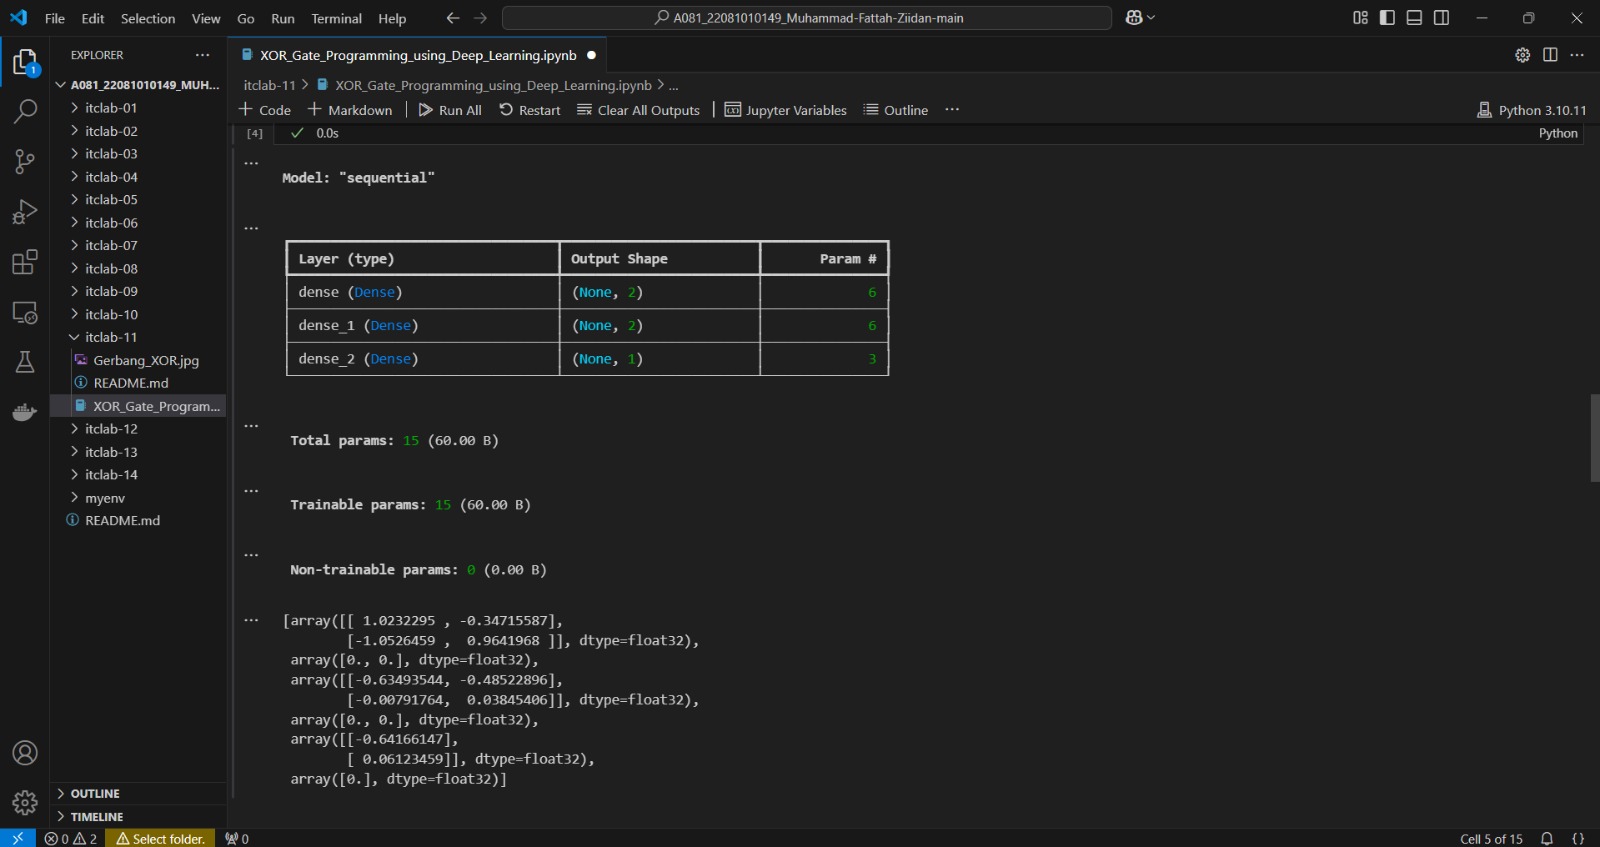 File Edit Selection View Go Run Terminal Help
A081_22081010149_Muhammad-Fattah-Ziidan-main
EXPLORER
1
A081_22081010149_MUH...
itclab-01
itclab-02
itclab-03
itclab-04
itclab-05
itclab-06
itclab-07
itclab-08
itclab-09
itclab-10
itclab-11
Gerbang_XOR.jpg
README.md
XOR_Gate_Program...
itclab-12
itclab-13
itclab-14
myenv
README.md
OUTLINE
TIMELINE
XOR_Gate_Programming_using_Deep_Learning.ipynb
itclab-11 > XOR_Gate_Programming_using_Deep_Learning.ipynb > ...
+ Code + Markdown | Run All Restart Clear All Outputs | Jupyter Variables Outline ...
Python 3.10.11
[4] 0.0s Python
Model: "sequential"
Layer (type) Output Shape Param #
dense (Dense) (None, 2) 6
dense_1 (Dense) (None, 2) 6
dense_2 (Dense) (None, 1) 3
Total params: 15 (60.00 B)
Trainable params: 15 (60.00 B)
Non-trainable params: 0 (0.00 B)
[array([[ 1.0232295 , -0.34715587],
[-1.0526459 , 0.9641968 ]], dtype=float32),
array([0., 0.], dtype=float32),
array([[-0.63493544, -0.48522896],
[-0.00791764, 0.03845406]], dtype=float32),
array([0., 0.], dtype=float32),
array([[-0.64166147],
[ 0.06123459]], dtype=float32),
array([0.], dtype=float32)]
0 2 Select folder. 0
Cell 5 of 15